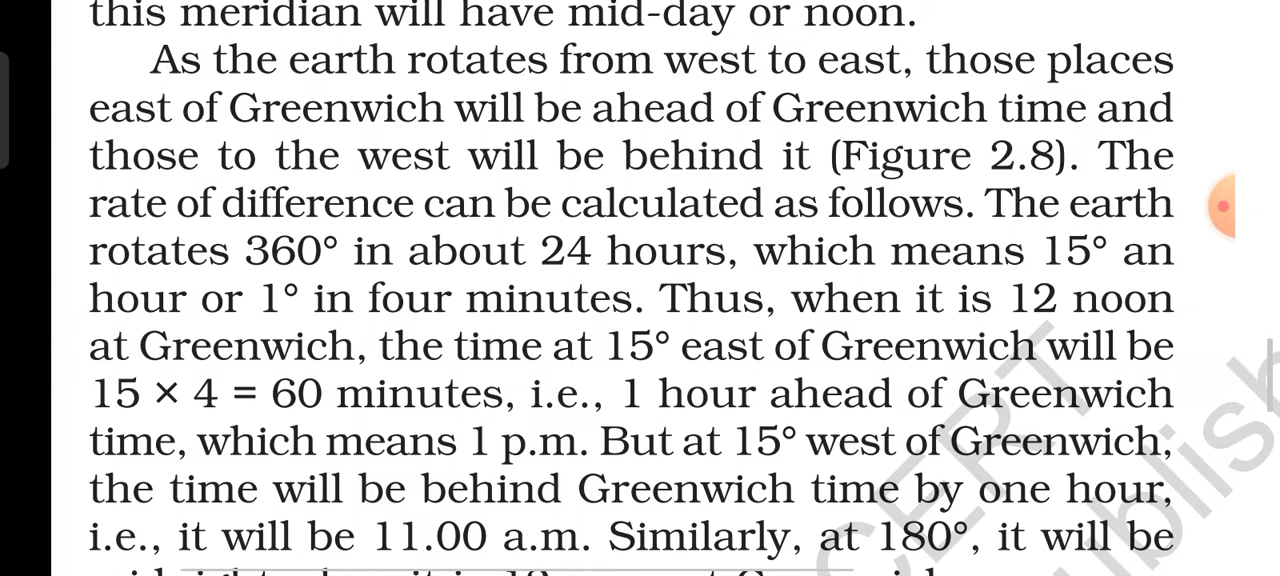 this meridian will have mid-day or noon.
As the earth rotates from west to east, those places
east of Greenwich will be ahead of Greenwich time and
those to the west will be behind it (Figure 2.8). The
rate of difference can be calculated as follows. The earth
rotates 360° in about 24 hours, which means 15° an
hour or 1° in four minutes. Thus, when it is 12 noon
at Greenwich, the time at 15° east of Greenwich will be
15 × 4 = 60 minutes, i.e., 1 hour ahead of Greenwich
time, which means 1 p.m. But at 15° west of Greenwich,
the time will be behind Greenwich time by one hour,
i.e., it will be 11.00 a.m. Similarly, at 180°, it will be